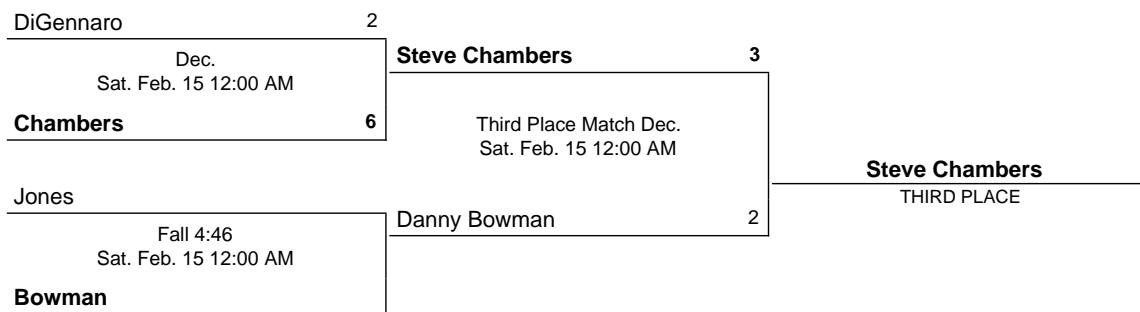 DiGennaro 2
Dec.
Sat. Feb. 15 12:00 AM
Chambers 6
Steve Chambers 3
Third Place Match Dec.
Sat. Feb. 15 12:00 AM
Jones
Fall 4:46
Sat. Feb. 15 12:00 AM
Bowman
Danny Bowman 2
Steve Chambers
THIRD PLACE